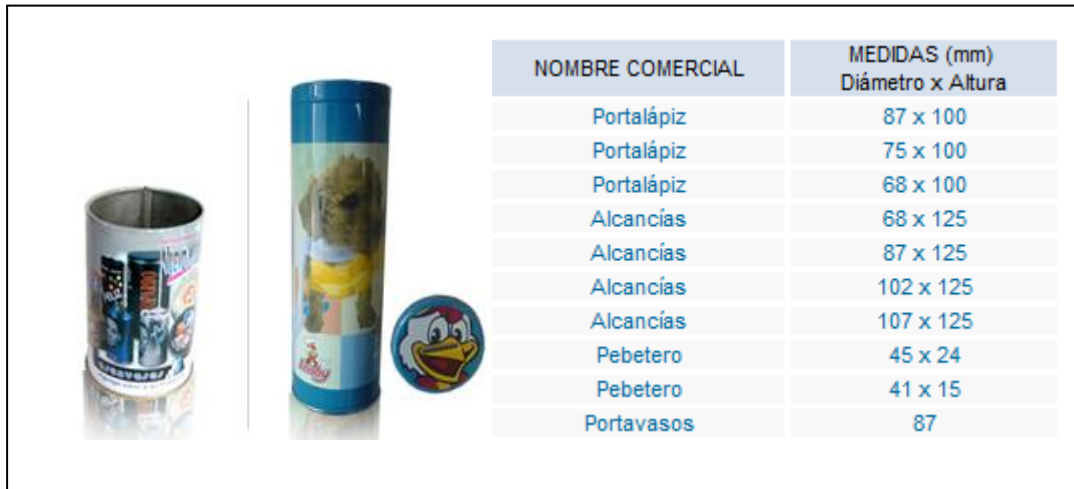 NOMBRE COMERCIAL
MEDIDAS (mm)
Diámetro x Altura
Portalápiz 87 x 100
Portalápiz 75 x 100
Portalápiz 68 x 100
Alcancías 68 x 125
Alcancías 87 x 125
Alcancías 102 x 125
Alcancías 107 x 125
Pebetero 45 x 24
Pebetero 41 x 15
Portavasos 87